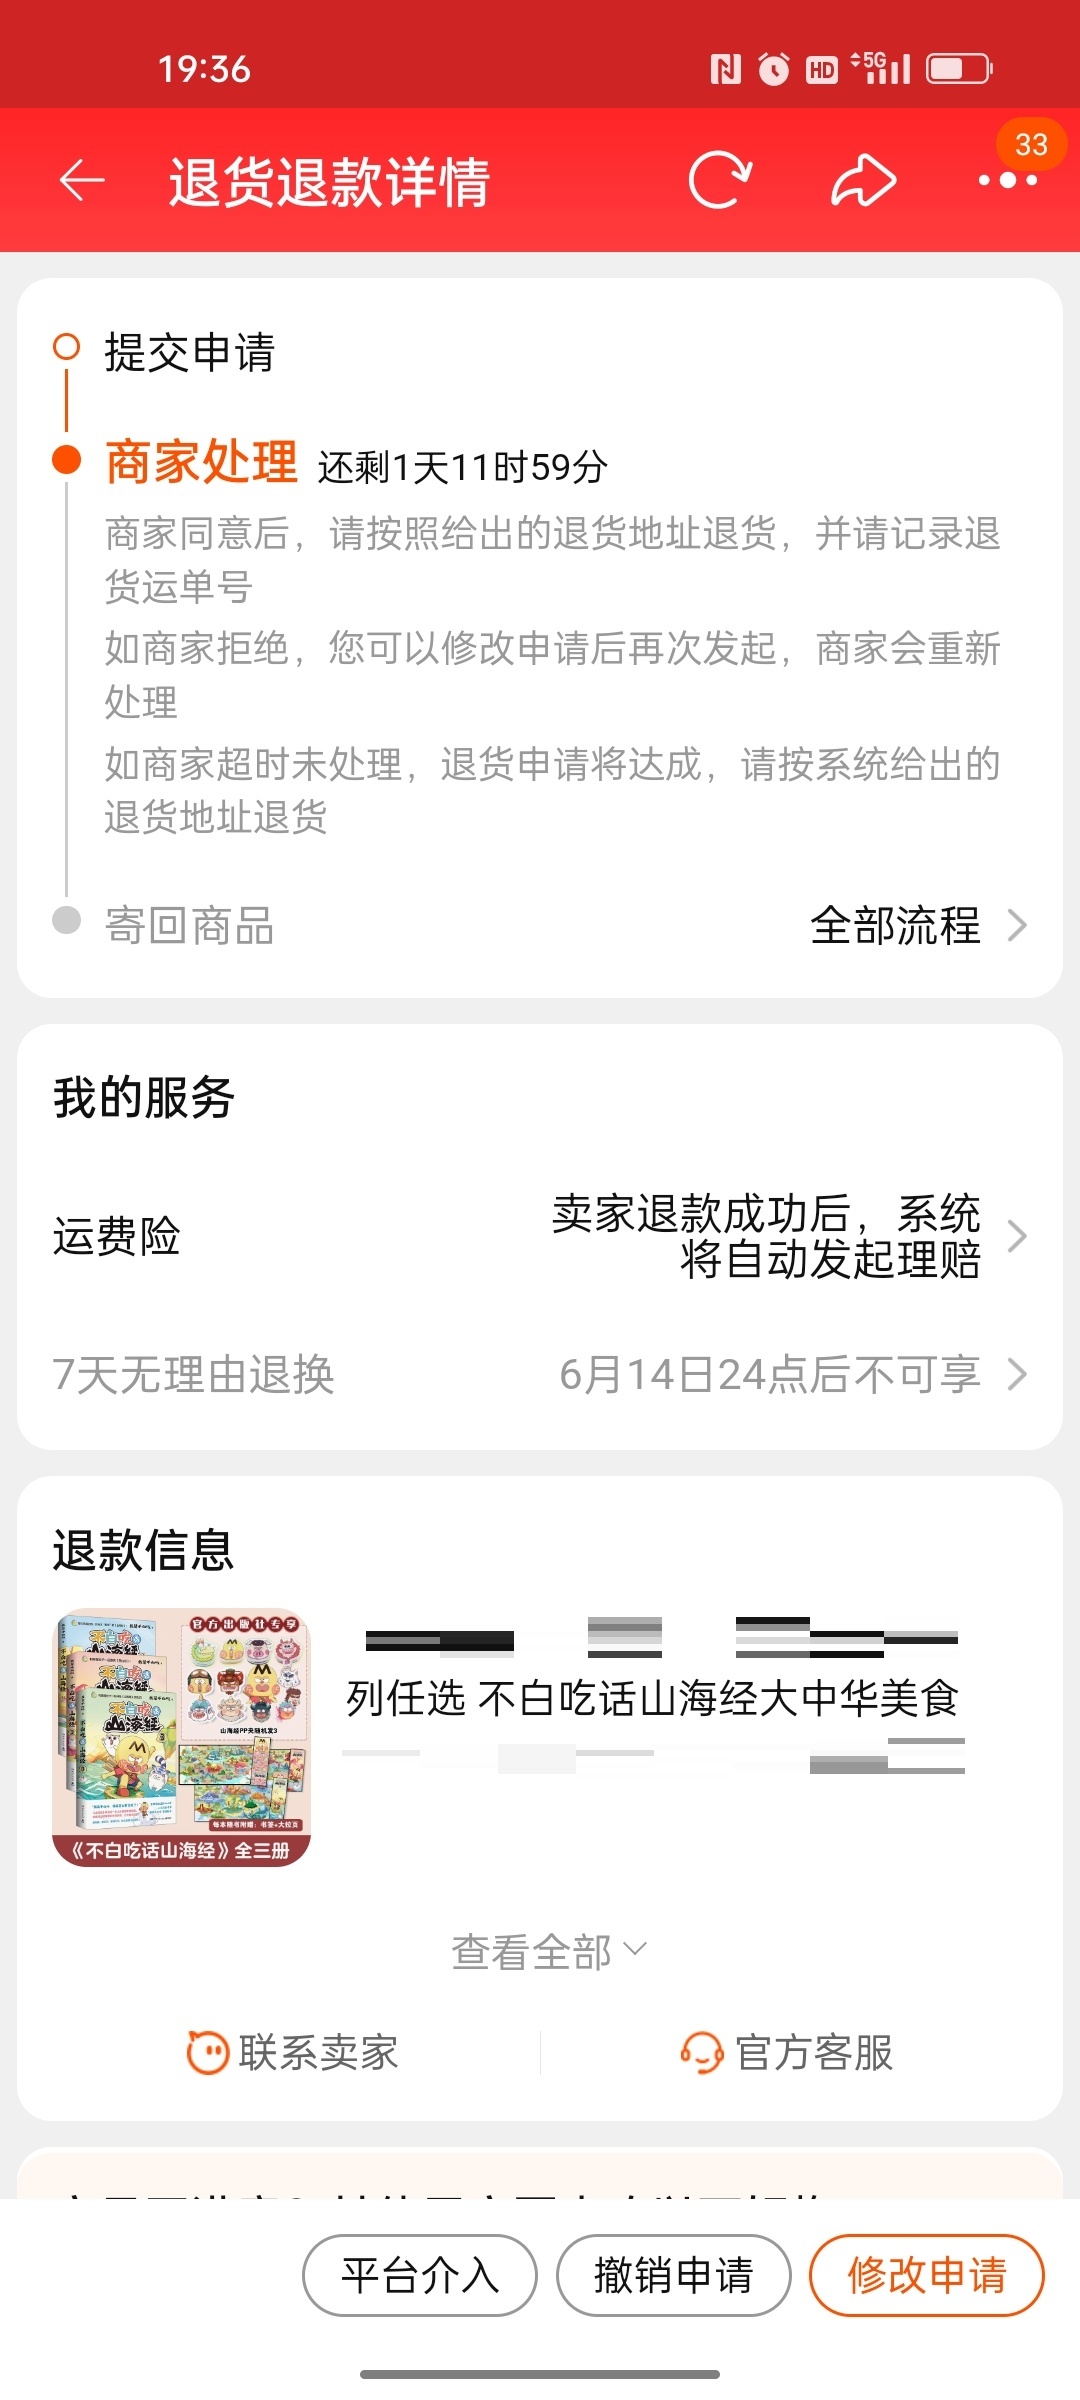 19:36
HD
5G
33
退货退款详情
提交申请
商家处理 还剩1天11时59分
商家同意后，请按照给出的退货地址退货，并请记录退
货运单号
如商家拒绝，您可以修改申请后再次发起，商家会重新
处理
如商家超时未处理，退货申请将达成，请按系统给出的
退货地址退货
寄回商品
全部流程
我的服务
运费险
卖家退款成功后，系统
将自动发起理赔
7天无理由退换
6月14日24点后不可享
退款信息
官方出版社专享
不白吃话
山海经
山海经PP夹随机发3
每本随书附赠：书签+大拉页
《不白吃话山海经》全三册
列任选 不白吃话山海经大中华美食
查看全部
联系卖家
官方客服
平台介入
撤销申请
修改申请